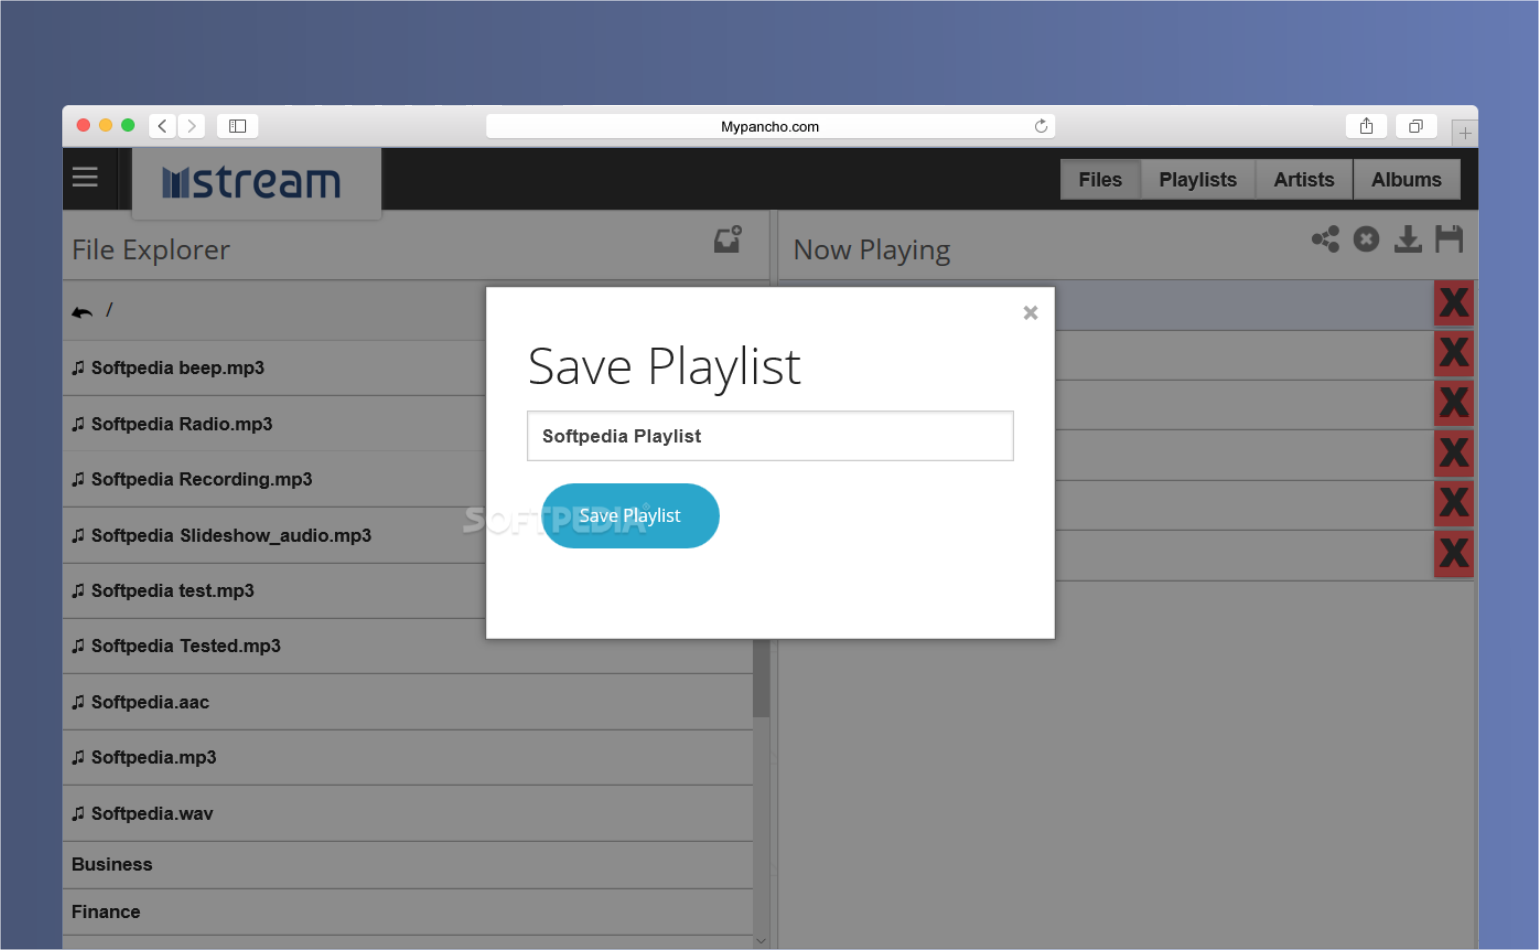 Mypancho.com
mstream
Files Playlists Artists Albums
File Explorer
Now Playing
/
Softpedia beep.mp3
Softpedia Radio.mp3
Softpedia Recording.mp3
Softpedia Slideshow_audio.mp3
Softpedia test.mp3
Softpedia Tested.mp3
Softpedia.aac
Softpedia.mp3
Softpedia.wav
Business
Finance
Save Playlist
Softpedia Playlist
Save Playlist
SOFTPEDIA
X
X
X
X
X
X